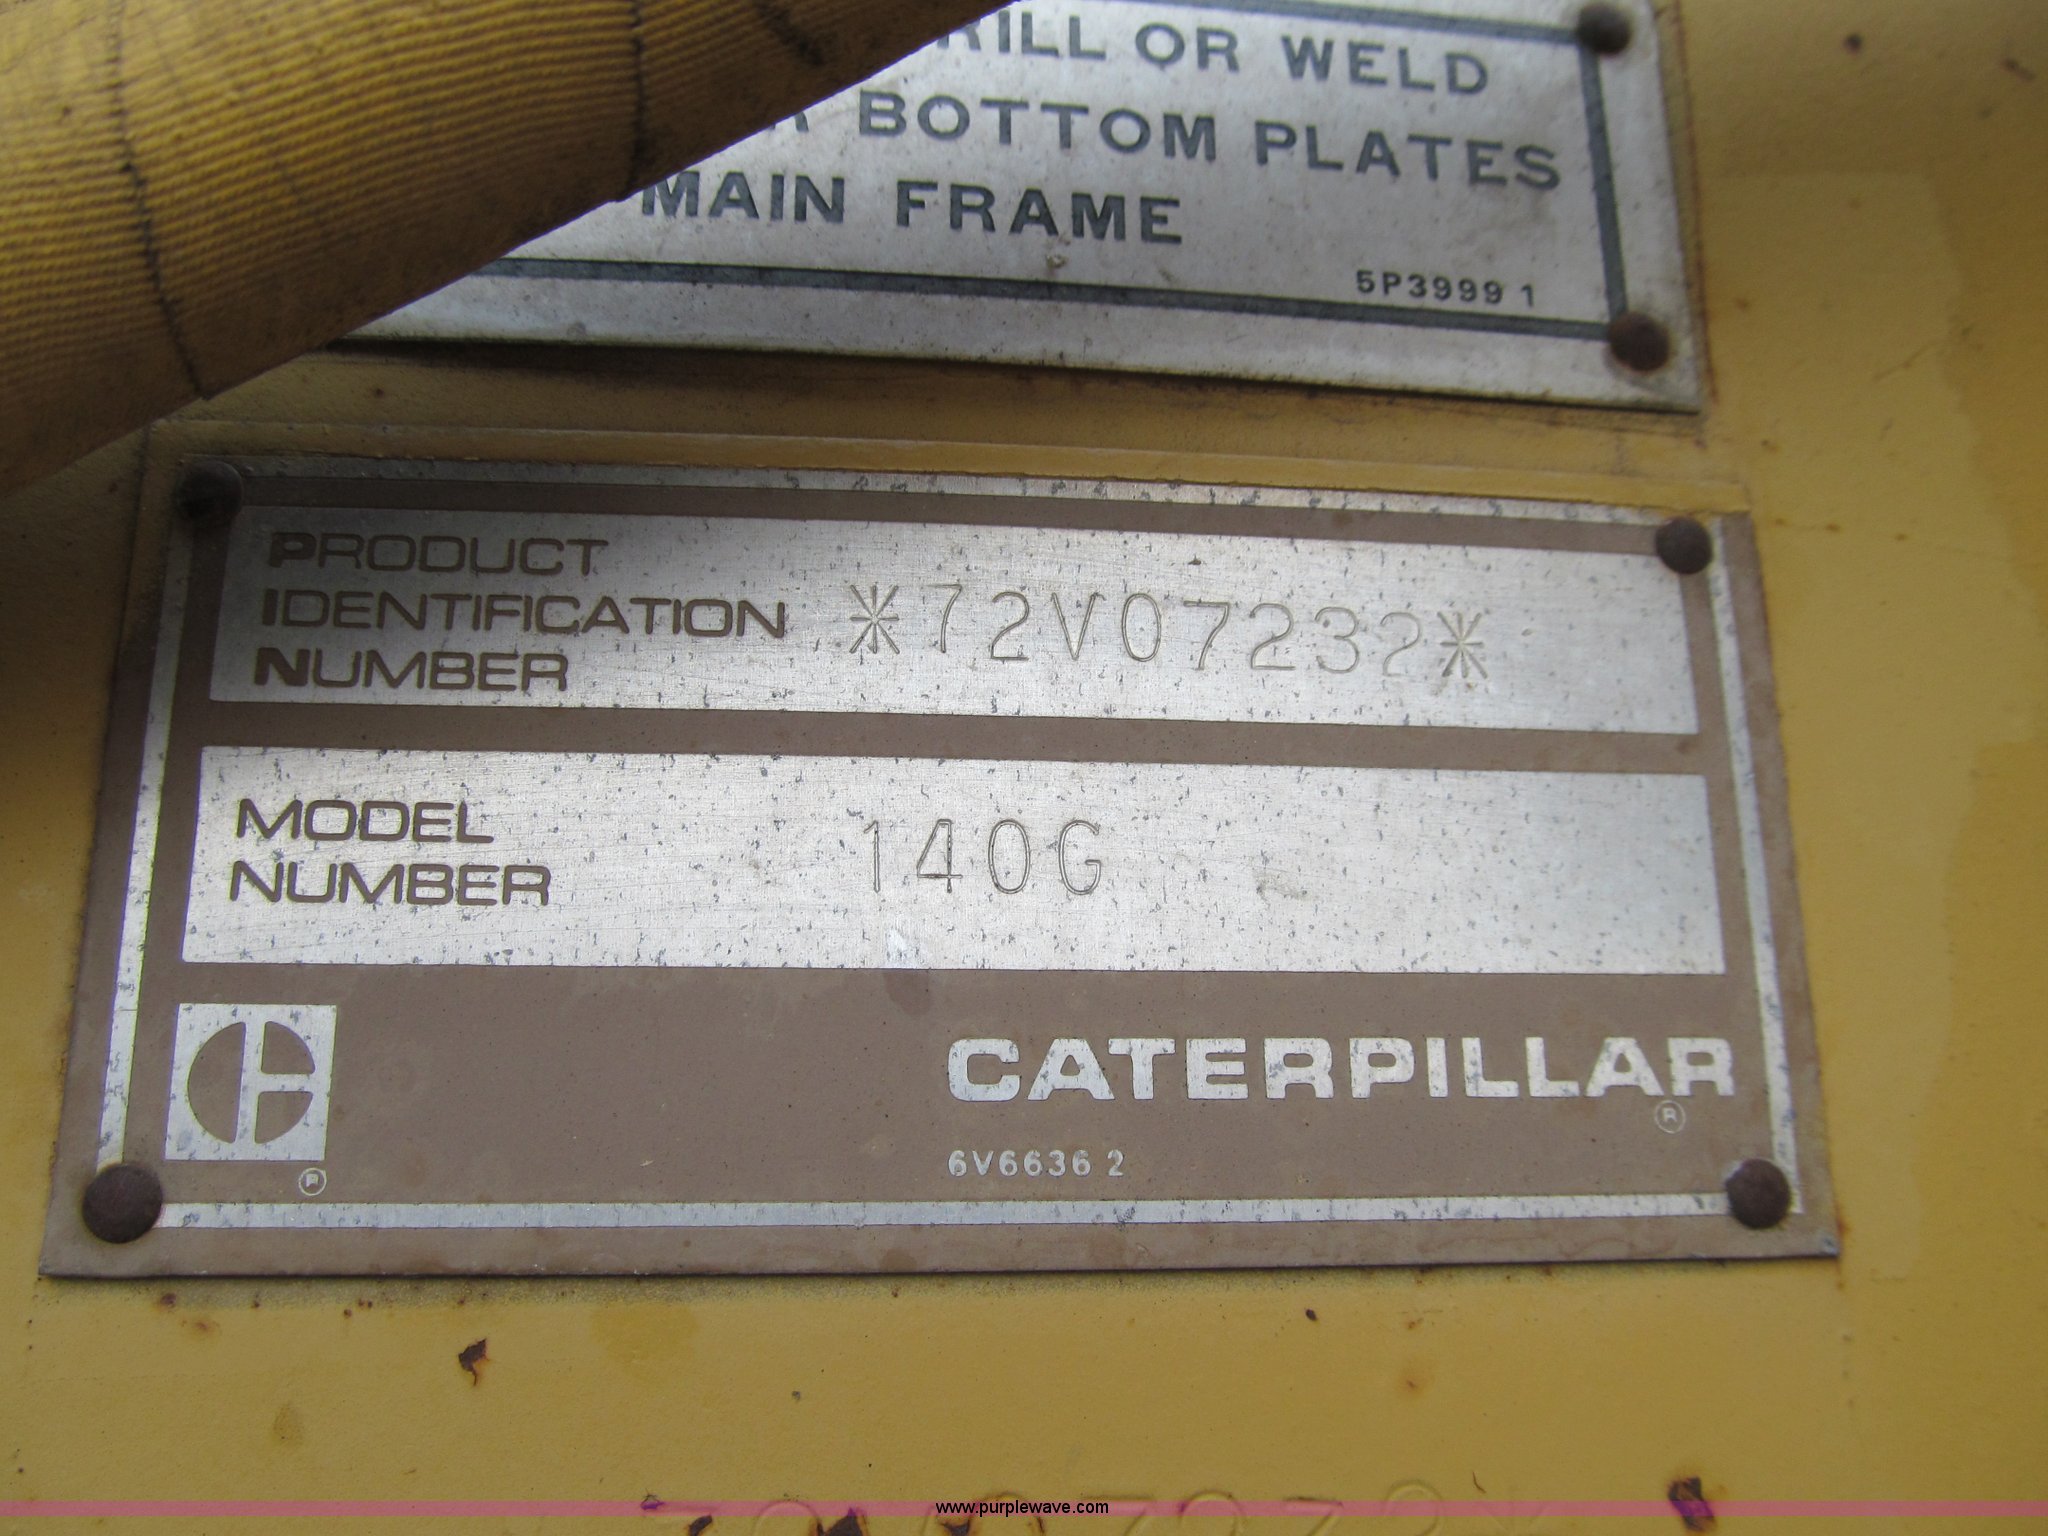 RILL OR WELD
BOTTOM PLATES
MAIN FRAME
5P3999 1
PRODUCT
IDENTIFICATION
NUMBER
*72V07232*
MODEL
NUMBER
140G
CATERPILLAR
®
6V6636 2
®
www.purplewave.com